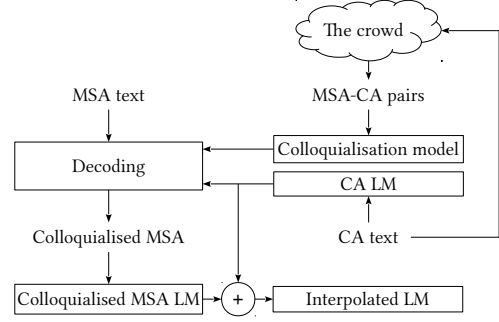 The crowd
MSA text
MSA-CA pairs
Colloquialisation model
Decoding
CA LM
Colloquialised MSA
CA text
Colloquialised MSA LM
+
Interpolated LM